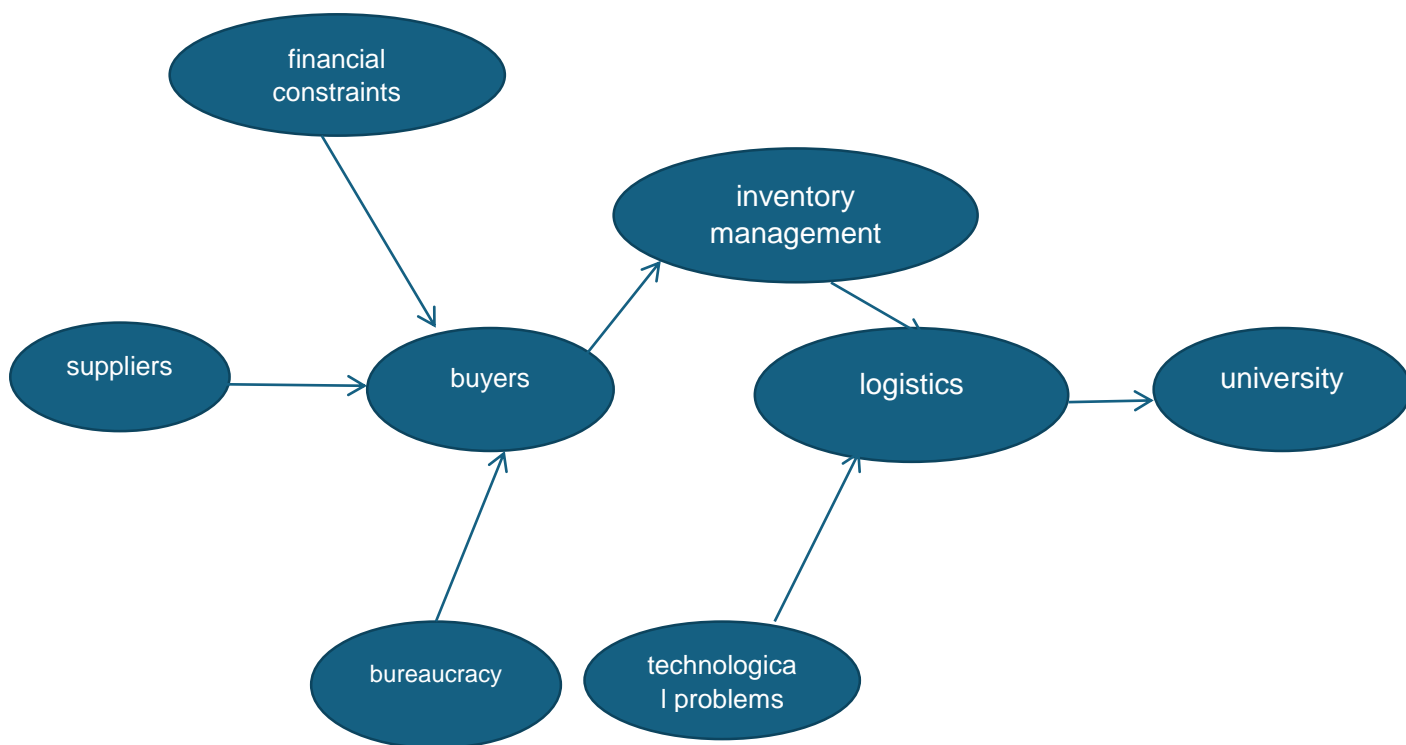 financial
constraints
inventory
management
suppliers
buyers
logistics
university
bureaucracy
technologica
l problems